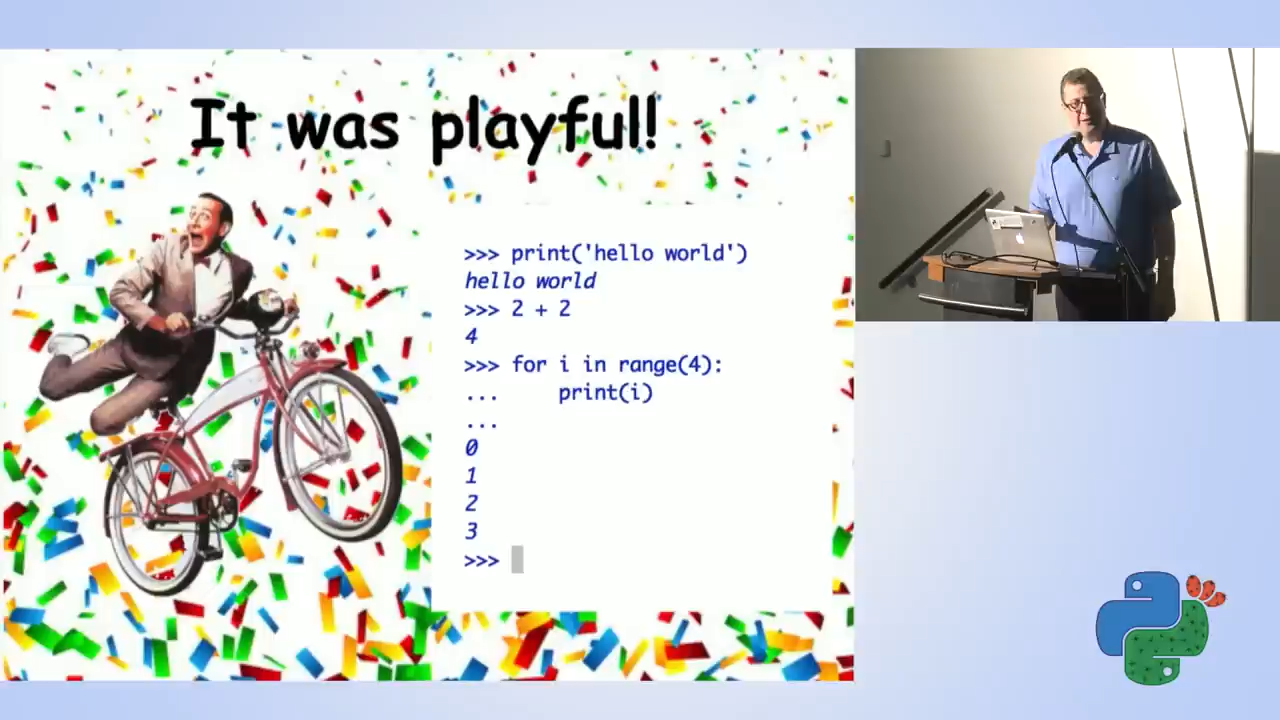 It was playful!
>>> print('hello world')
hello world
>>> 2 + 2
4
>>> for i in range(4):
...     print(i)
...
0
1
2
3
>>>